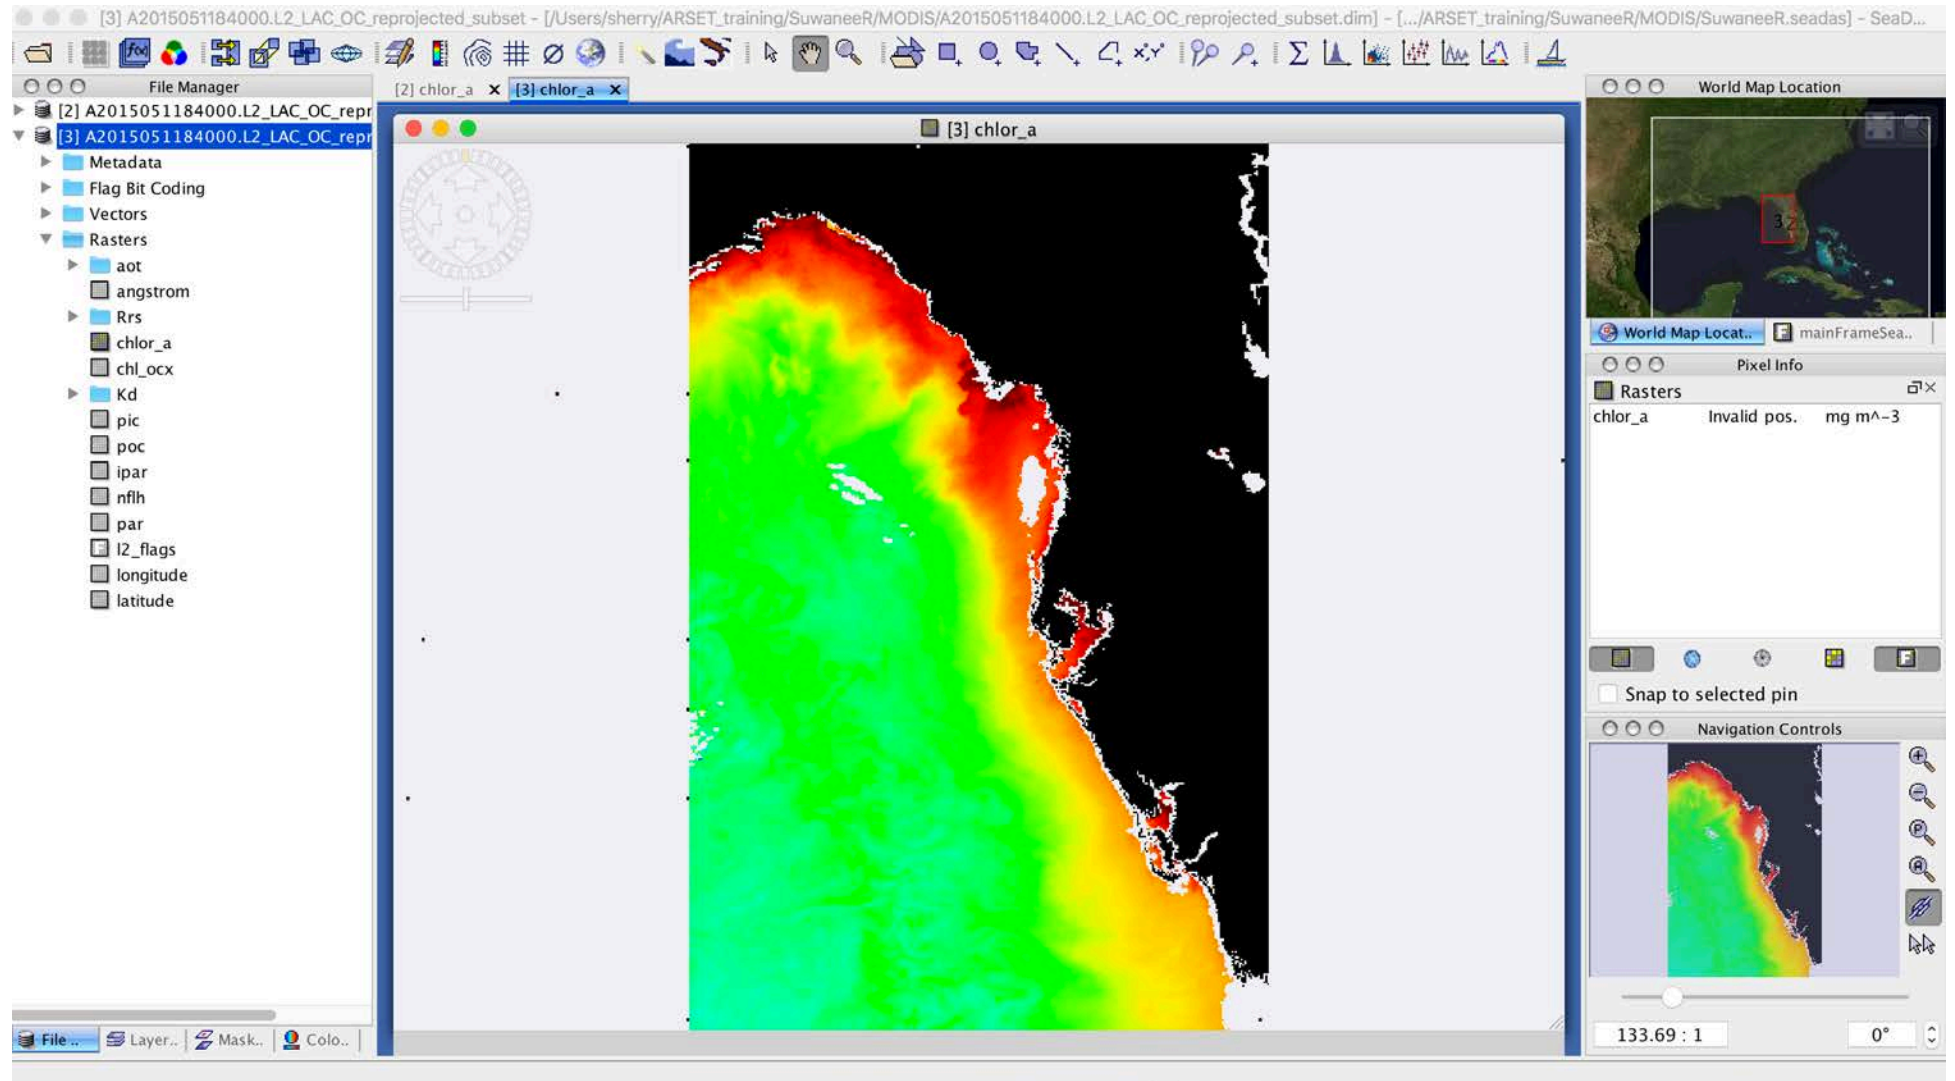 [3] A2015051184000.L2_LAC_OC_reprojected_subset - [/Users/sherry/ARSET_training/SuwaneeR/MODIS/A2015051184000.L2_LAC_OC_reprojected_subset.dim] - [.../ARSET_training/SuwaneeR/MODIS/SuwaneeR.seadas] - SeaD...
f(x)
File Manager
[2] A2015051184000.L2_LAC_OC_repr
[3] A2015051184000.L2_LAC_OC_repr
Metadata
Flag Bit Coding
Vectors
Rasters
aot
angstrom
Rrs
chlor_a
chl_ocx
Kd
pic
poc
ipar
nflh
par
l2_flags
longitude
latitude
File ..
Layer..
Mask..
Colo..
[2] chlor_a
[3] chlor_a
[3] chlor_a
World Map Location
3
World Map Locat..
mainFrameSea..
Pixel Info
Rasters
chlor_a Invalid pos. mg m^-3
Snap to selected pin
Navigation Controls
133.69 : 1
0°